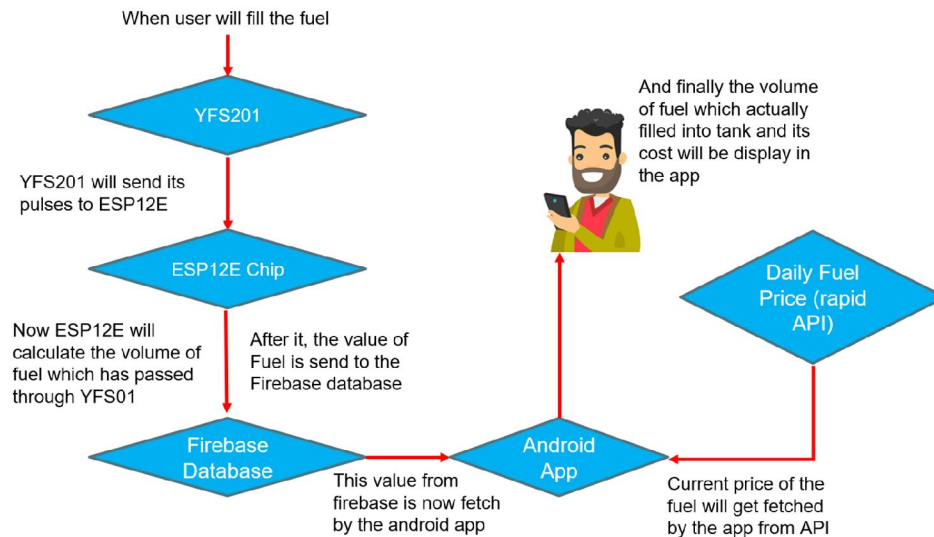 When user will fill the fuel
YFS201
YFS201 will send its
pulses to ESP12E
ESP12E Chip
Now ESP12E will
calculate the volume of
fuel which has passed
through YFS01
After it, the value of
Fuel is send to the
Firebase database
Firebase
Database
This value from
firebase is now fetch
by the android app
Android
App
And finally the volume
of fuel which actually
filled into tank and its
cost will be display in
the app
Daily Fuel
Price (rapid
API)
Current price of the
fuel will get fetched
by the app from API